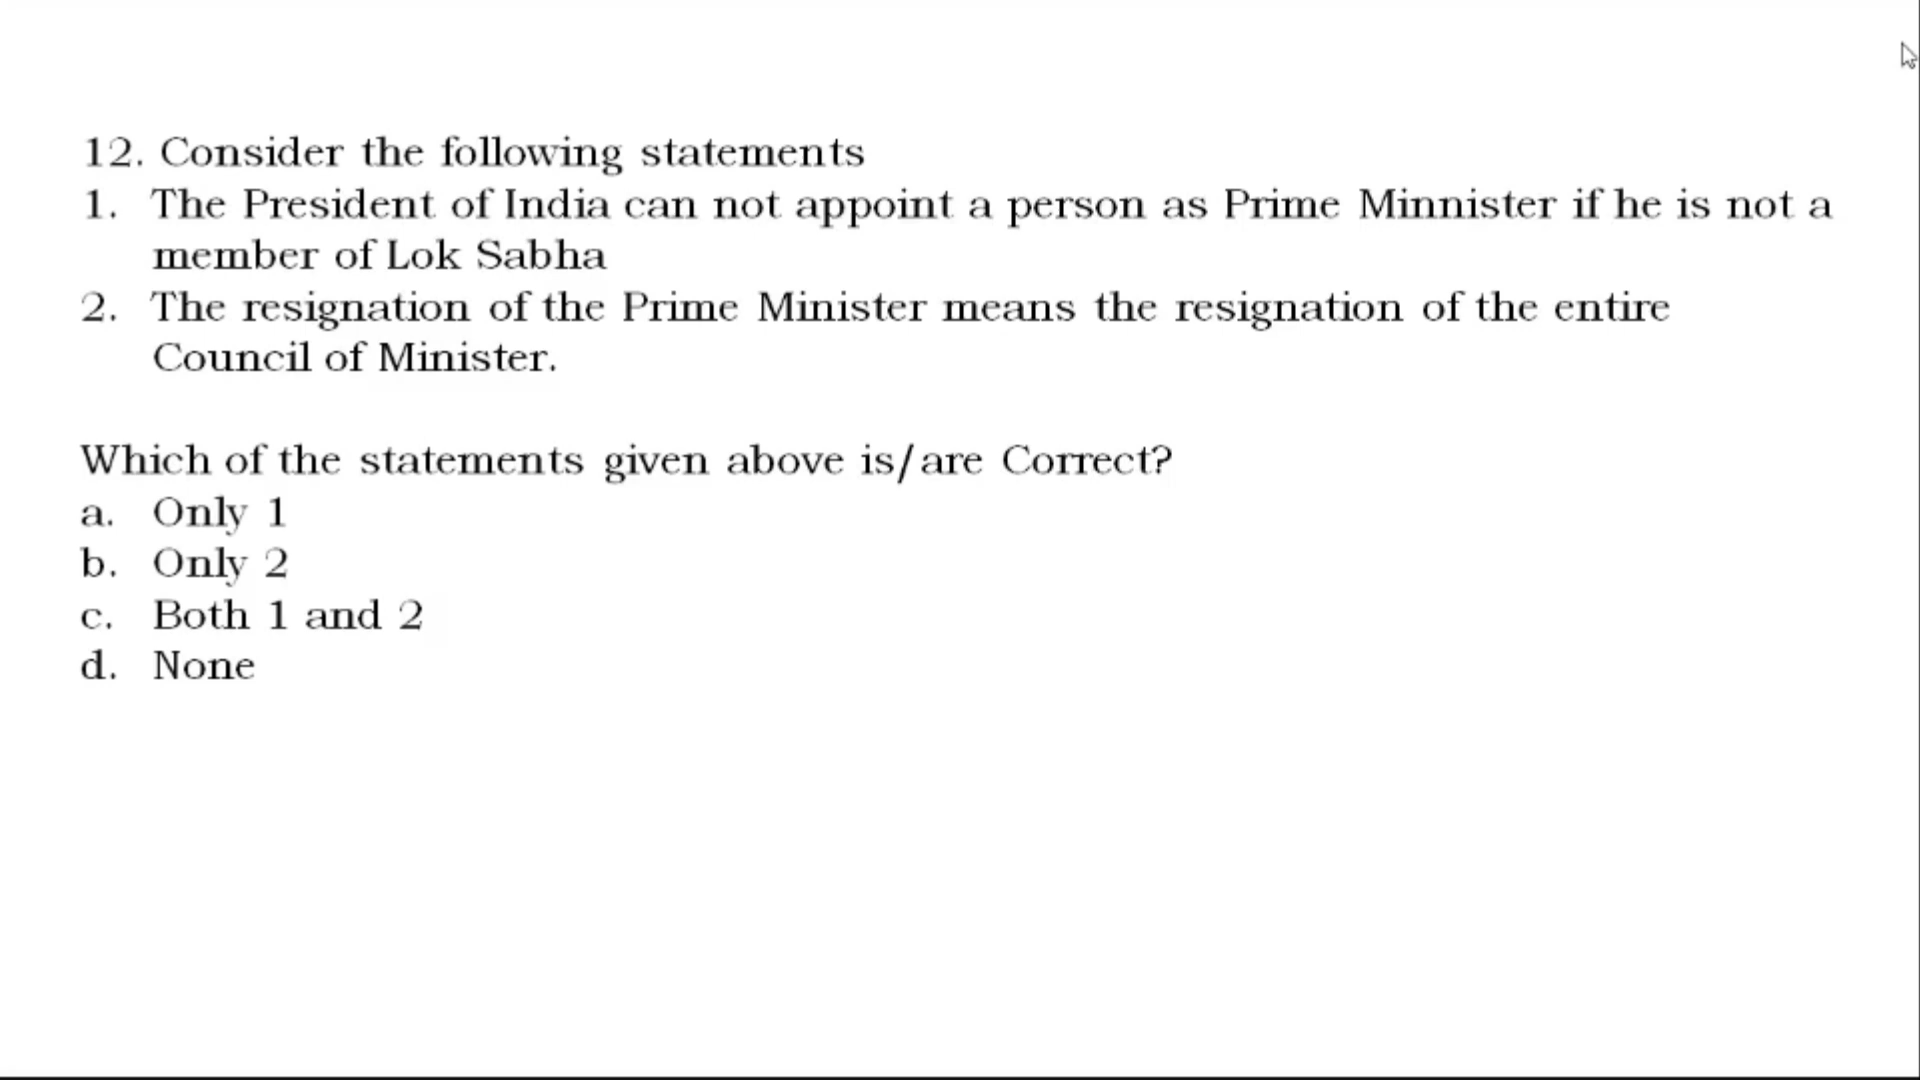 12. Consider the following statements
1. The President of India can not appoint a person as Prime Minnister if he is not a
member of Lok Sabha
2. The resignation of the Prime Minister means the resignation of the entire
Council of Minister.
Which of the statements given above is/are Correct?
a. Only 1
b. Only 2
c. Both 1 and 2
d. None